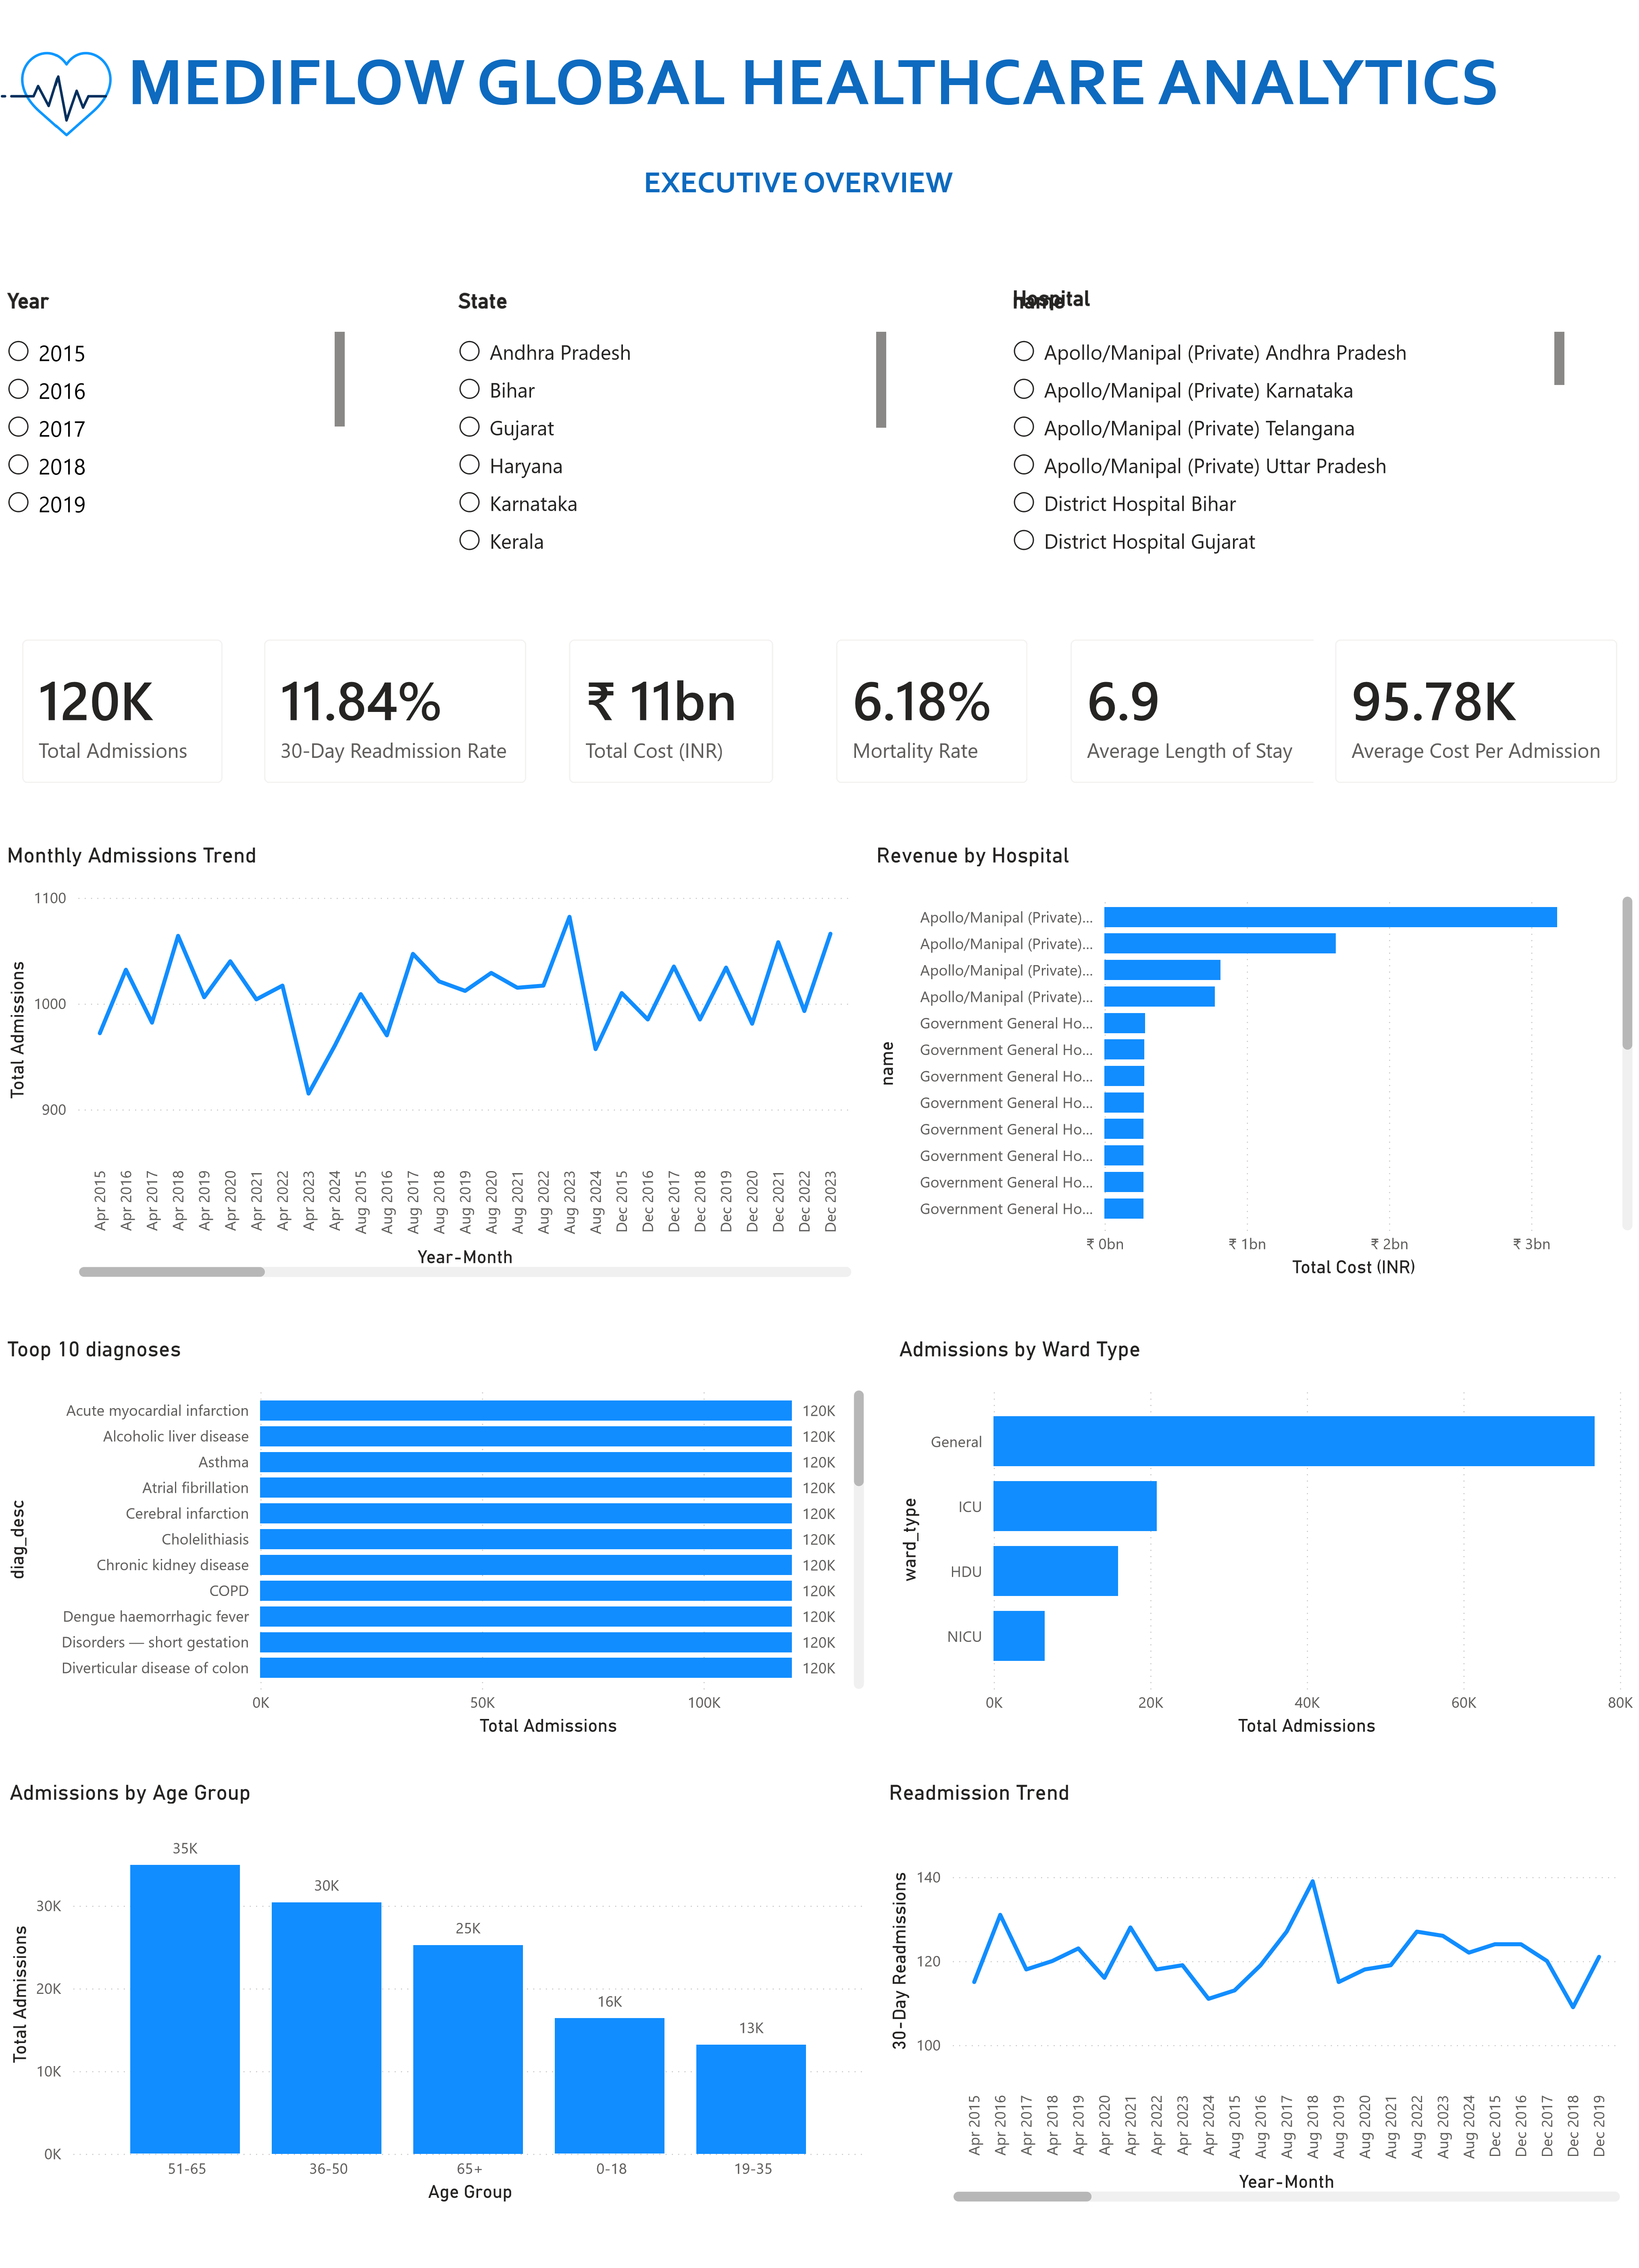 MEDIFLOW GLOBAL HEALTHCARE ANALYTICS
EXECUTIVE OVERVIEW
Year
2015
2016
2017
2018
2019
State
Andhra Pradesh
Bihar
Gujarat
Haryana
Karnataka
Kerala
Hospital
name
Apollo/Manipal (Private) Andhra Pradesh
Apollo/Manipal (Private) Karnataka
Apollo/Manipal (Private) Telangana
Apollo/Manipal (Private) Uttar Pradesh
District Hospital Bihar
District Hospital Gujarat
120K
Total Admissions
11.84%
30-Day Readmission Rate
₹ 11bn
Total Cost (INR)
6.18%
Mortality Rate
6.9
Average Length of Stay
95.78K
Average Cost Per Admission
Monthly Admissions Trend
Total Admissions
1100
1000
900
Apr 2015
Apr 2016
Apr 2017
Apr 2018
Apr 2019
Apr 2020
Apr 2021
Apr 2022
Apr 2023
Apr 2024
Aug 2015
Aug 2016
Aug 2017
Aug 2018
Aug 2019
Aug 2020
Aug 2021
Aug 2022
Aug 2023
Aug 2024
Dec 2015
Dec 2016
Dec 2017
Dec 2018
Dec 2019
Dec 2020
Dec 2021
Dec 2022
Dec 2023
Year-Month
Revenue by Hospital
name
Apollo/Manipal (Private)...
Apollo/Manipal (Private)...
Apollo/Manipal (Private)...
Apollo/Manipal (Private)...
Government General Ho...
Government General Ho...
Government General Ho...
Government General Ho...
Government General Ho...
Government General Ho...
Government General Ho...
Government General Ho...
₹ 0bn
₹ 1bn
₹ 2bn
₹ 3bn
Total Cost (INR)
Toop 10 diagnoses
diag_desc
Acute myocardial infarction 120K
Alcoholic liver disease 120K
Asthma 120K
Atrial fibrillation 120K
Cerebral infarction 120K
Cholelithiasis 120K
Chronic kidney disease 120K
COPD 120K
Dengue haemorrhagic fever 120K
Disorders — short gestation 120K
Diverticular disease of colon 120K
0K
50K
100K
Total Admissions
Admissions by Ward Type
ward_type
General
ICU
HDU
NICU
0K
20K
40K
60K
80K
Total Admissions
Admissions by Age Group
Total Admissions
35K
30K
25K
16K
13K
30K
20K
10K
0K
51-65
36-50
65+
0-18
19-35
Age Group
Readmission Trend
30-Day Readmissions
140
120
100
Apr 2015
Apr 2016
Apr 2017
Apr 2018
Apr 2019
Apr 2020
Apr 2021
Apr 2022
Apr 2023
Apr 2024
Aug 2015
Aug 2016
Aug 2017
Aug 2018
Aug 2019
Aug 2020
Aug 2021
Aug 2022
Aug 2023
Aug 2024
Dec 2015
Dec 2016
Dec 2017
Dec 2018
Dec 2019
Year-Month